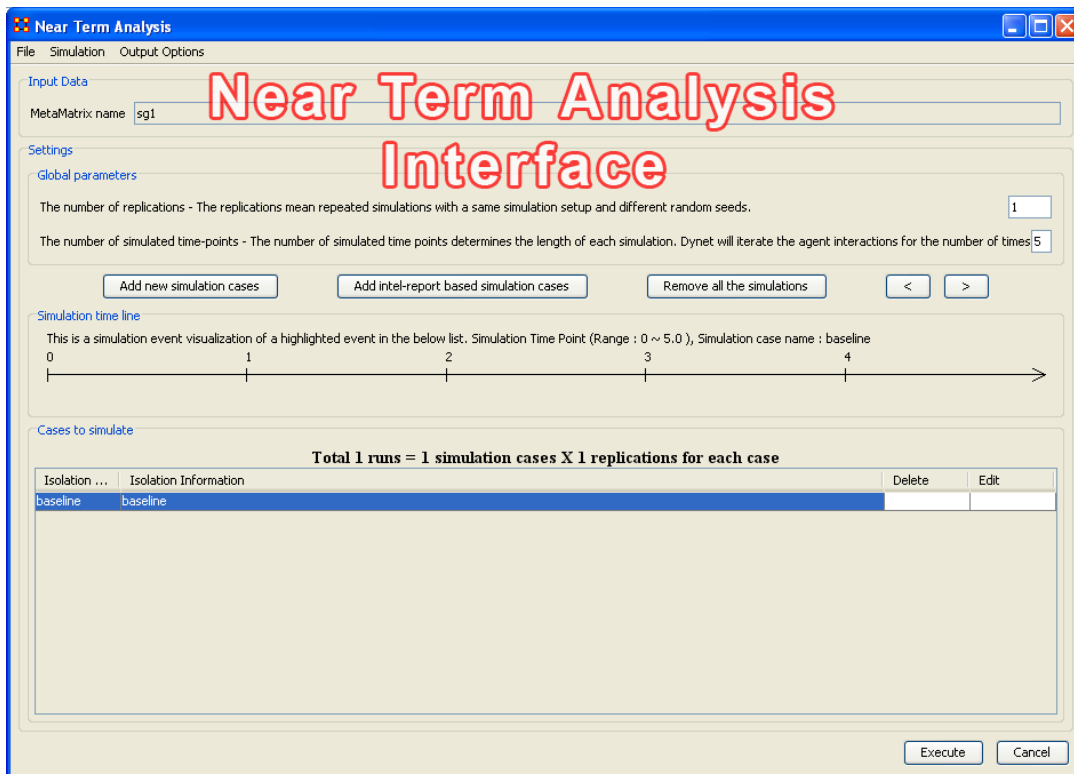 Near Term Analysis
File Simulation Output Options
Input Data
Near Term Analysis
Interface
MetaMatrix name sg1
Settings
Global parameters
The number of replications - The replications mean repeated simulations with a same simulation setup and different random seeds. 1
The number of simulated time-points - The number of simulated time points determines the length of each simulation. Dynet will iterate the agent interactions for the number of times 5
Add new simulation cases Add intel-report based simulation cases Remove all the simulations < >
Simulation time line
This is a simulation event visualization of a highlighted event in the below list. Simulation Time Point (Range : 0 ~ 5.0 ), Simulation case name : baseline
0 1 2 3 4
Cases to simulate
Total 1 runs = 1 simulation cases X 1 replications for each case
Isolation ... Isolation Information Delete Edit
baseline baseline
Execute Cancel